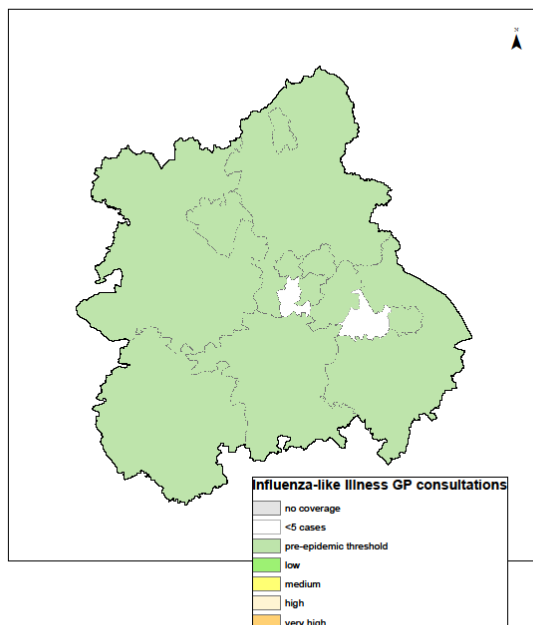 N
Influenza-like Illness GP consultations
no coverage
<5 cases
pre-epidemic threshold
low
medium
high
very high